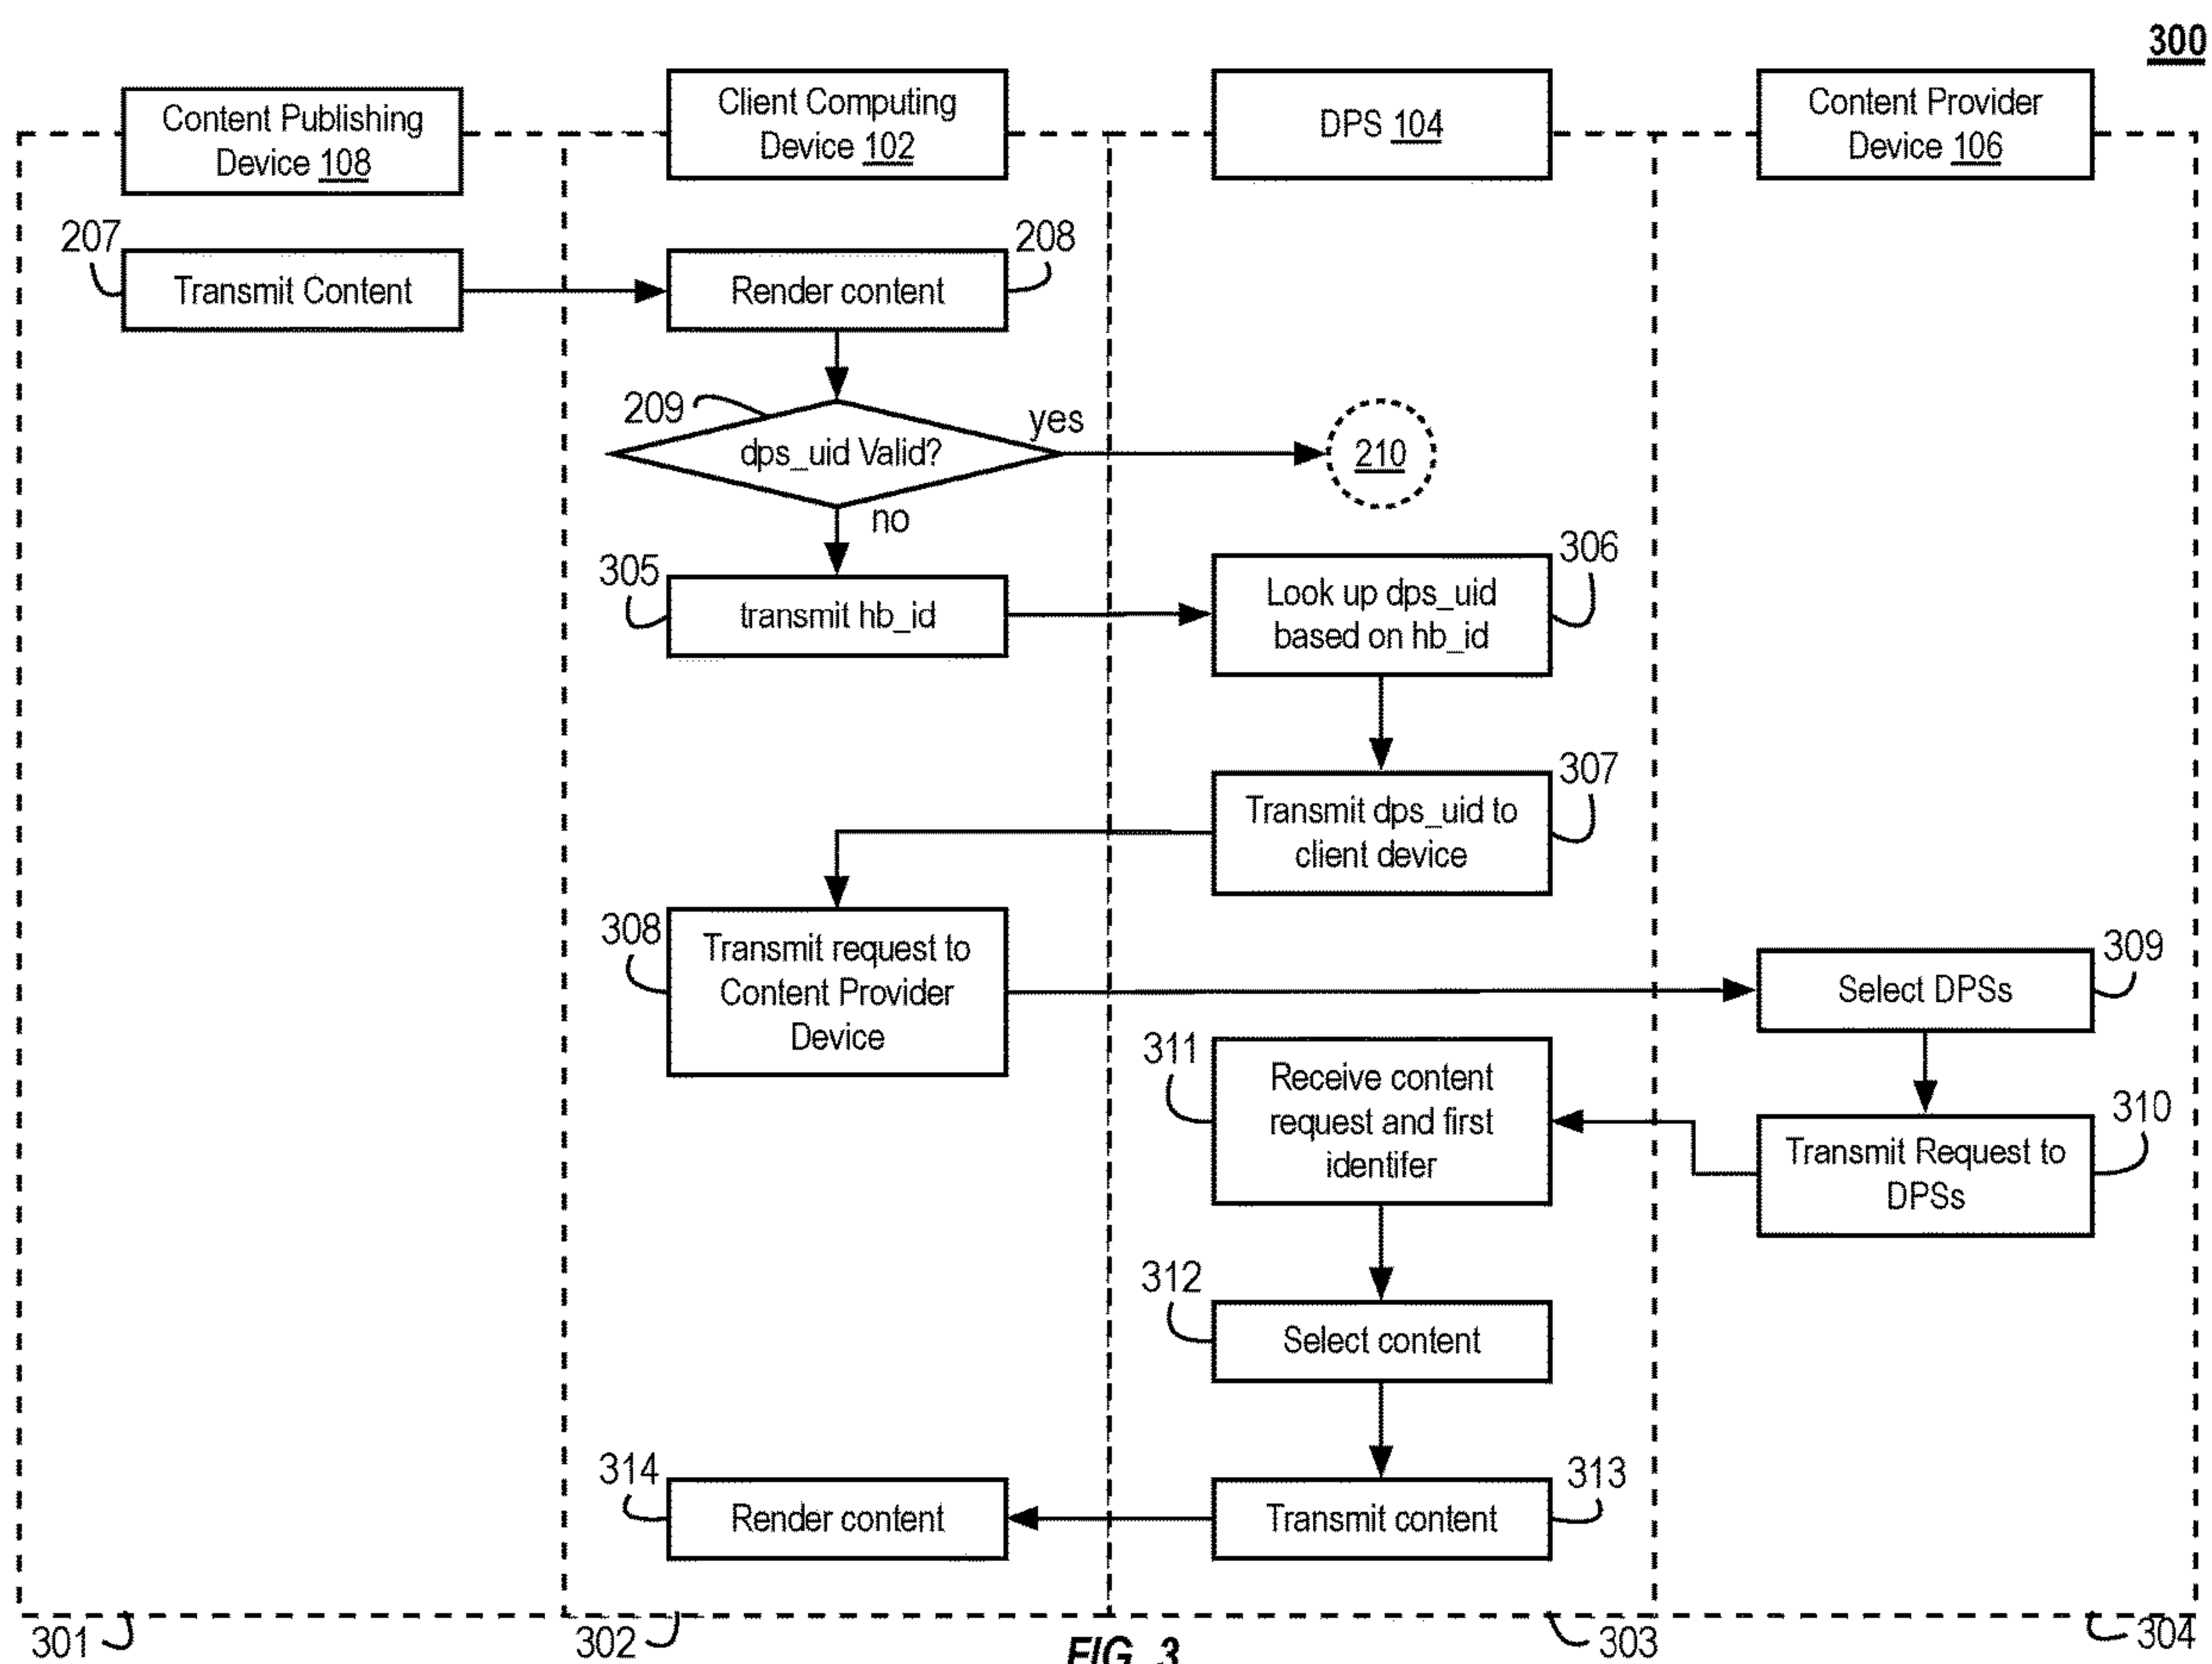 300
Content Publishing
Device 108
Client Computing
Device 102
DPS 104
Content Provider
Device 106
207
Transmit Content
208
Render content
209
dps_uid Valid?
yes
210
no
305
transmit hb_id
306
Look up dps_uid
based on hb_id
307
Transmit dps_uid to
client device
308
Transmit request to
Content Provider
Device
309
Select DPSs
310
Transmit Request to
DPSs
311
Receive content
request and first
identifer
312
Select content
313
Transmit content
314
Render content
301
302
303
304
FIG. 3